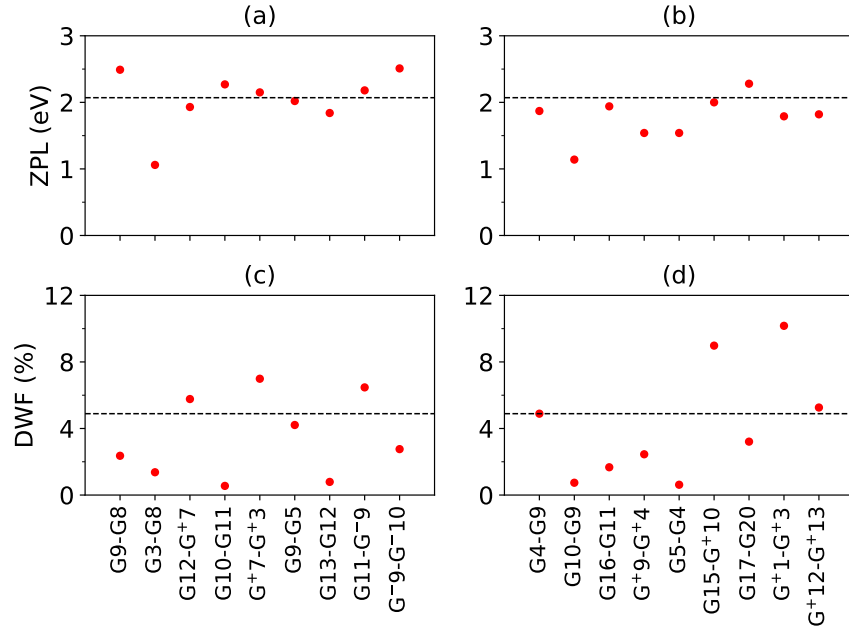 (a)
(b)
ZPL (eV)
3
2
1
0
3
2
1
0
(c)
(d)
DWF (%)
12
8
4
0
12
8
4
0
G9-G8
G3-G8
G12-G⁺7
G10-G11
G⁺7-G⁺3
G9-G5
G13-G12
G11-G⁻9
G⁻9-G⁻10
G4-G9
G10-G9
G16-G11
G⁺9-G⁺4
G5-G4
G15-G⁺10
G17-G20
G⁺1-G⁺3
G⁺12-G⁺13